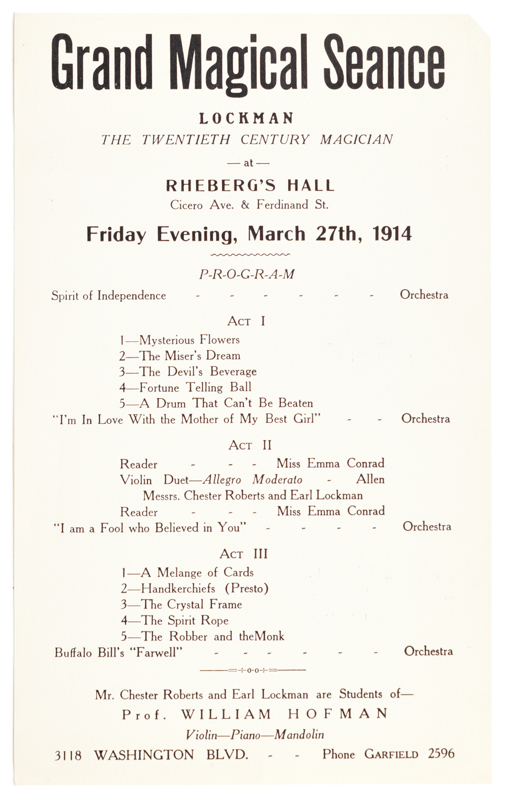 Grand Magical Seance
LOCKMAN
THE TWENTIETH CENTURY MAGICIAN
— at —
RHEBERG'S HALL
Cicero Ave. & Ferdinand St.
Friday Evening, March 27th, 1914
P-R-O-G-R-A-M
Spirit of Independence - - - - - - Orchestra
ACT I
1—Mysterious Flowers
2—The Miser's Dream
3—The Devil's Beverage
4—Fortune Telling Ball
5—A Drum That Can't Be Beaten
"I'm In Love With the Mother of My Best Girl" - - Orchestra
ACT II
Reader - - - Miss Emma Conrad
Violin Duet—Allegro Moderato - Allen
Messrs. Chester Roberts and Earl Lockman
Reader - - - Miss Emma Conrad
"I am a Fool who Believed in You" - - - - Orchestra
ACT III
1—A Melange of Cards
2—Handkerchiefs (Presto)
3—The Crystal Frame
4—The Spirit Rope
5—The Robber and theMonk
Buffalo Bill's "Farwell" - - - - - - Orchestra
Mr. Chester Roberts and Earl Lockman are Students of—
Prof. WILLIAM HOFMAN
Violin—Piano—Mandolin
3118 WASHINGTON BLVD. - - Phone GARFIELD 2596